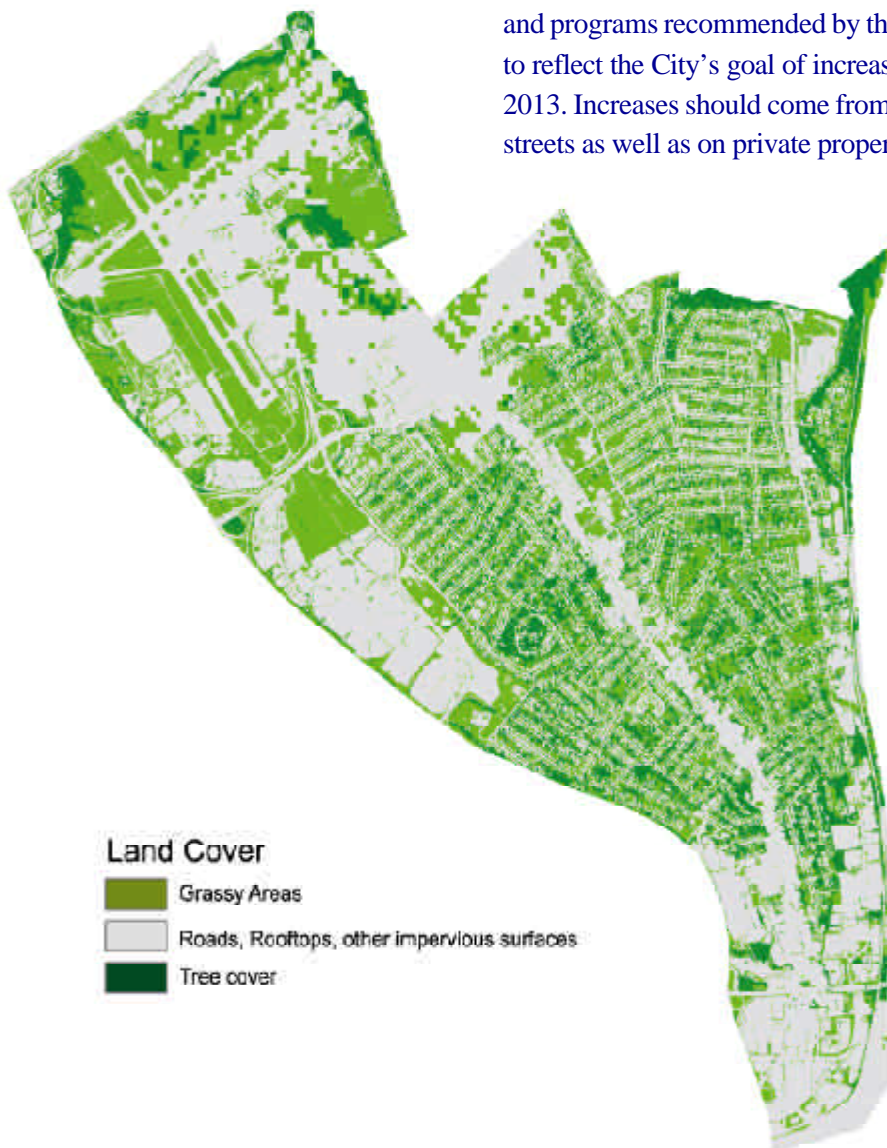 and programs recommended by th
to reflect the City's goal of increas
2013. Increases should come from
streets as well as on private proper
Land Cover
Grassy Areas
Roads, Rooftops, other impervious surfaces
Tree cover